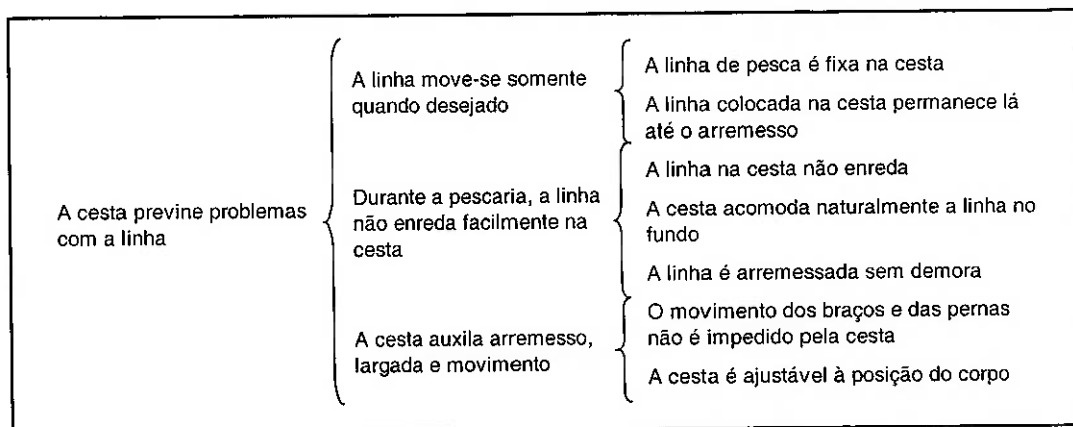 A cesta previne problemas
com a linha
A linha move-se somente
quando desejado
A linha de pesca é fixa na cesta
A linha colocada na cesta permanece lá
até o arremesso
Durante a pescaria, a linha
não enreda facilmente na
cesta
A linha na cesta não enreda
A cesta acomoda naturalmente a linha no
fundo
A linha é arremessada sem demora
A cesta auxila arremesso,
largada e movimento
O movimento dos braços e das pernas
não é impedido pela cesta
A cesta é ajustável à posição do corpo